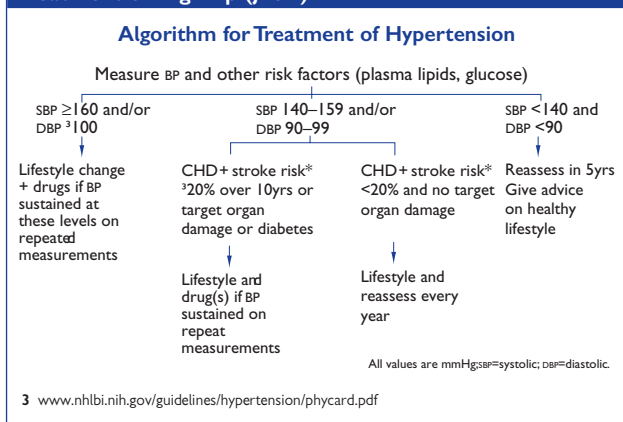 Algorithm for Treatment of Hypertension
Measure BP and other risk factors (plasma lipids, glucose)
SBP ≥160 and/or
DBP ³100
SBP 140–159 and/or
DBP 90–99
SBP <140 and
DBP <90
Lifestyle change
+ drugs if BP
sustained at
these levels on
repeated
measurements
CHD+ stroke risk*
³20% over 10yrs or
target organ
damage or diabetes
CHD+ stroke risk*
<20% and no target
organ damage
Reassess in 5yrs
Give advice
on healthy
lifestyle
Lifestyle and
drug(s) if BP
sustained on
repeat
measurements
Lifestyle and
reassess every
year
All values are mmHg;SBP=systolic; DBP=diastolic.
3 www.nhlbi.nih.gov/guidelines/hypertension/phycard.pdf